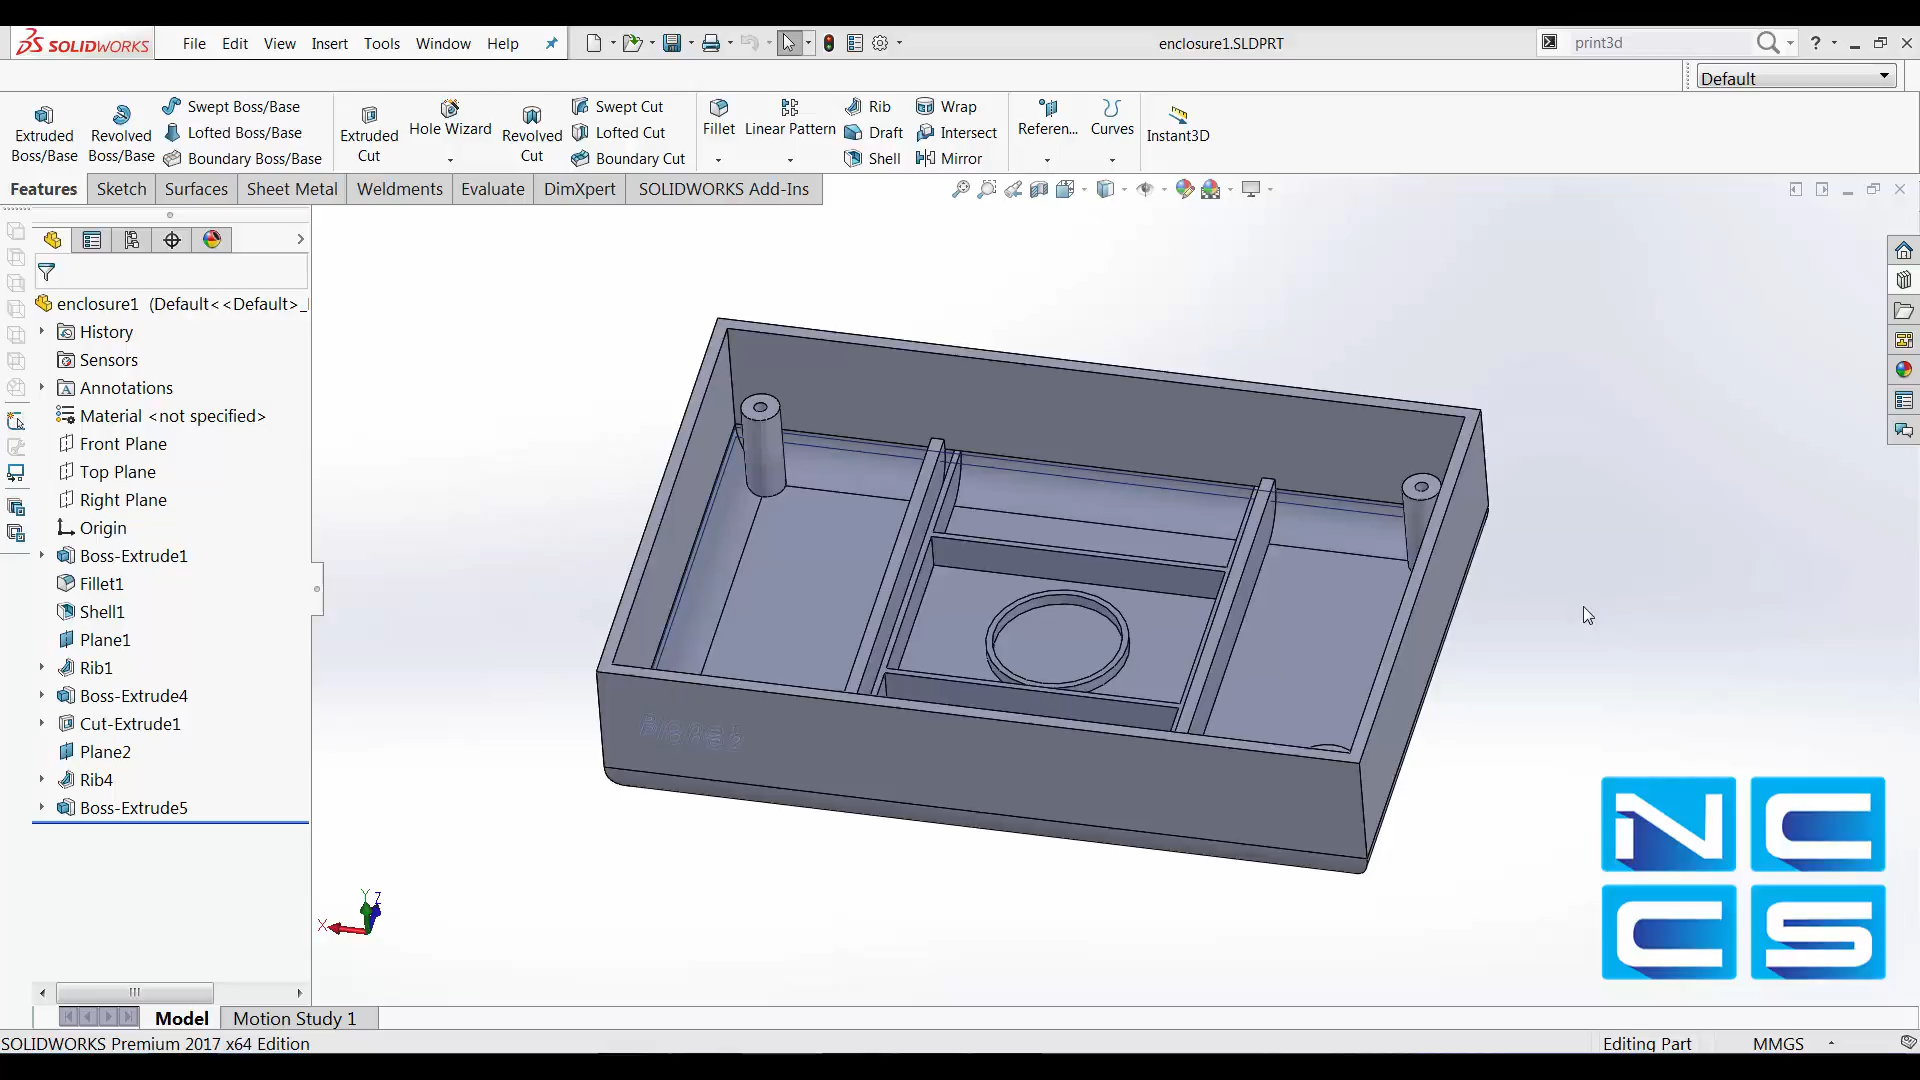 SOLIDWORKS File Edit View Insert Tools Window Help enclosure1.SLDPRT print3d ?
Default
Extruded Boss/Base
Revolved Boss/Base
Swept Boss/Base
Lofted Boss/Base
Boundary Boss/Base
Extruded Cut
Hole Wizard
Revolved Cut
Swept Cut
Lofted Cut
Boundary Cut
Fillet
Linear Pattern
Rib
Draft
Shell
Wrap
Intersect
Mirror
Referen...
Curves
Instant3D
Features Sketch Surfaces Sheet Metal Weldments Evaluate DimXpert SOLIDWORKS Add-Ins
enclosure1 (Default<<Default>_
History
Sensors
Annotations
Material <not specified>
Front Plane
Top Plane
Right Plane
Origin
Boss-Extrude1
Fillet1
Shell1
Plane1
Rib1
Boss-Extrude4
Cut-Extrude1
Plane2
Rib4
Boss-Extrude5
Y Z
X
NC
CS
Model Motion Study 1
SOLIDWORKS Premium 2017 x64 Edition Editing Part MMGS